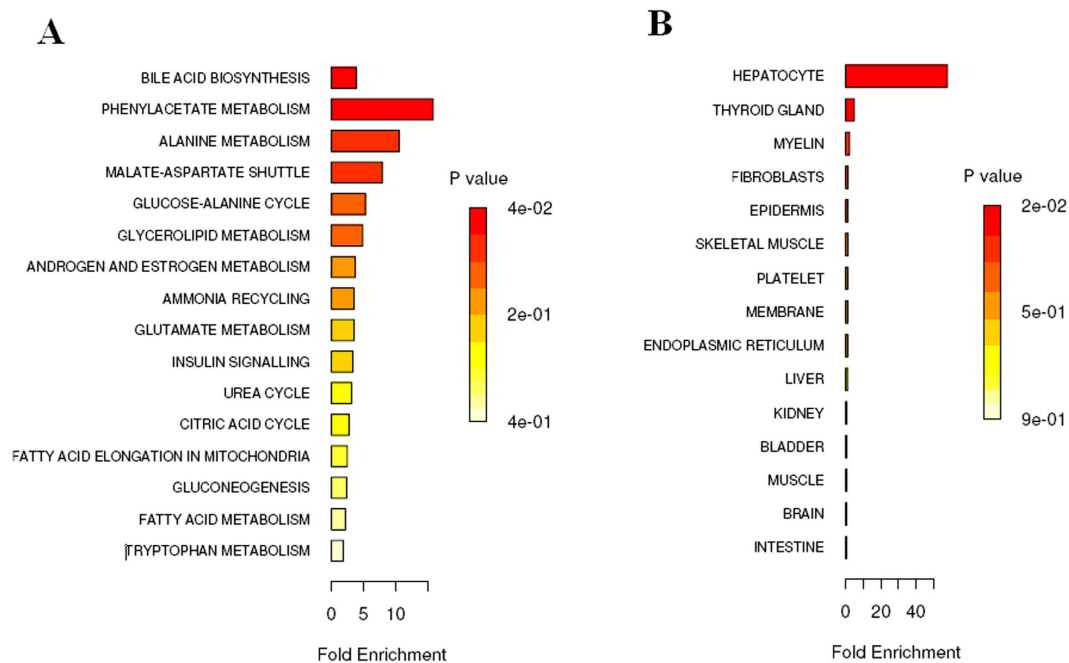 A
BILE ACID BIOSYNTHESIS
PHENYLACETATE METABOLISM
ALANINE METABOLISM
MALATE-ASPARTATE SHUTTLE
GLUCOSE-ALANINE CYCLE
GLYCEROLIPID METABOLISM
ANDROGEN AND ESTROGEN METABOLISM
AMMONIA RECYCLING
GLUTAMATE METABOLISM
INSULIN SIGNALLING
UREA CYCLE
CITRIC ACID CYCLE
FATTY ACID ELONGATION IN MITOCHONDRIA
GLUCONEOGENESIS
FATTY ACID METABOLISM
TRYPTOPHAN METABOLISM
0 5 10
Fold Enrichment
P value
4e-02
2e-01
4e-01
B
HEPATOCYTE
THYROID GLAND
MYELIN
FIBROBLASTS
EPIDERMIS
SKELETAL MUSCLE
PLATELET
MEMBRANE
ENDOPLASMIC RETICULUM
LIVER
KIDNEY
BLADDER
MUSCLE
BRAIN
INTESTINE
0 20 40
Fold Enrichment
P value
2e-02
5e-01
9e-01